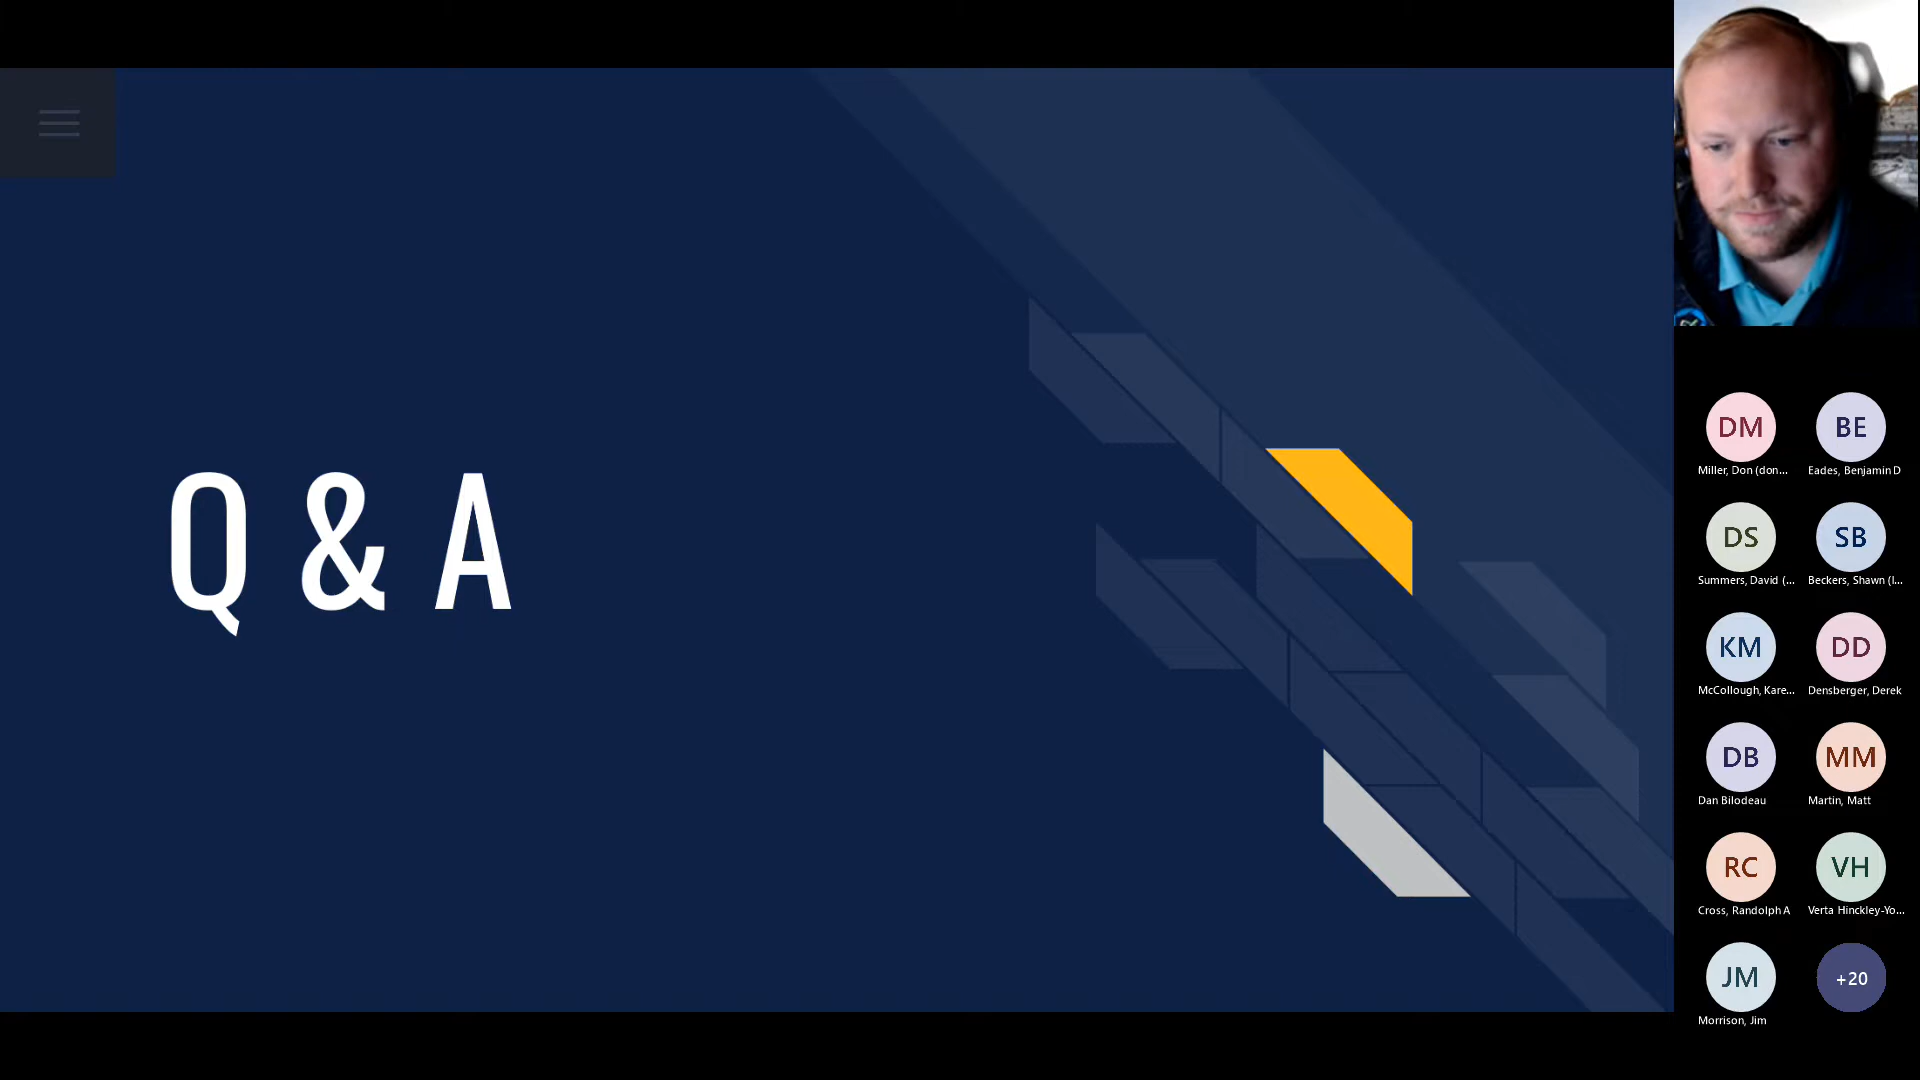 Q & A
DM
BE
Miller, Don (don...
Eades, Benjamin D
DS
SB
Summers, David (...
Beckers, Shawn (l...
KM
DD
McCollough, Kare...
Densberger, Derek
DB
MM
Dan Bilodeau
Martin, Matt
RC
VH
Cross, Randolph A
Verta Hinckley-Yo...
JM
+20
Morrison, Jim